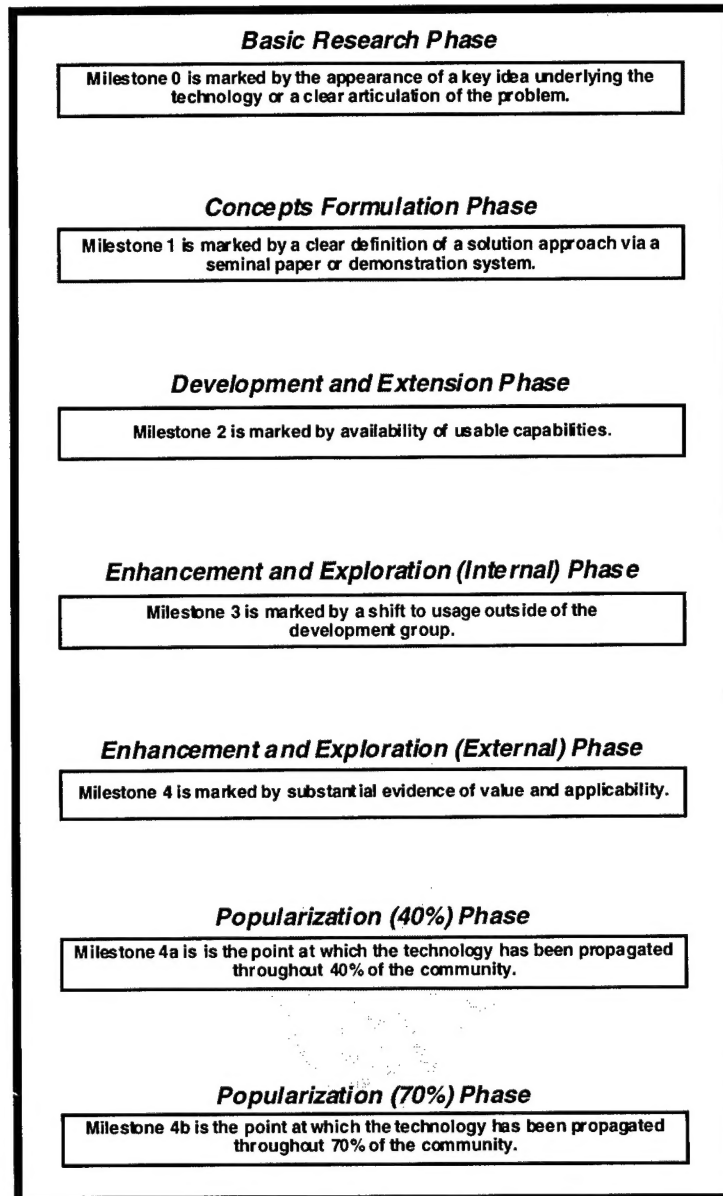 Basic Research Phase
Milestone 0 is marked by the appearance of a key idea underlying the
technology or a clear articulation of the problem.
Concepts Formulation Phase
Milestone 1 is marked by a clear definition of a solution approach via a
seminal paper or demonstration system.
Development and Extension Phase
Milestone 2 is marked by availability of usable capabilities.
Enhancement and Exploration (Internal) Phase
Milestone 3 is marked by a shift to usage outside of the
development group.
Enhancement and Exploration (External) Phase
Milestone 4 is marked by substantial evidence of value and applicability.
Popularization (40%) Phase
Milestone 4a is is the point at which the technology has been propagated
throughout 40% of the community.
Popularization (70%) Phase
Milestone 4b is the point at which the technology has been propagated
throughout 70% of the community.